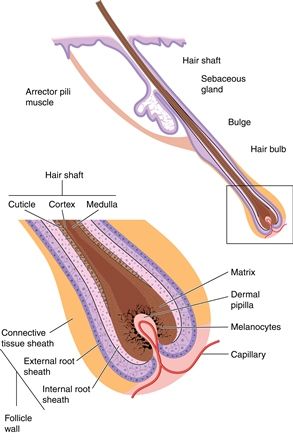 Hair shaft
Sebaceous
gland
Arrector pili
muscle
Bulge
Hair bulb
Hair shaft
Cuticle Cortex Medulla
Matrix
Dermal
pipilla
Melanocytes
Capillary
Connective
tissue sheath
External root
sheath
Internal root
sheath
Follicle
wall